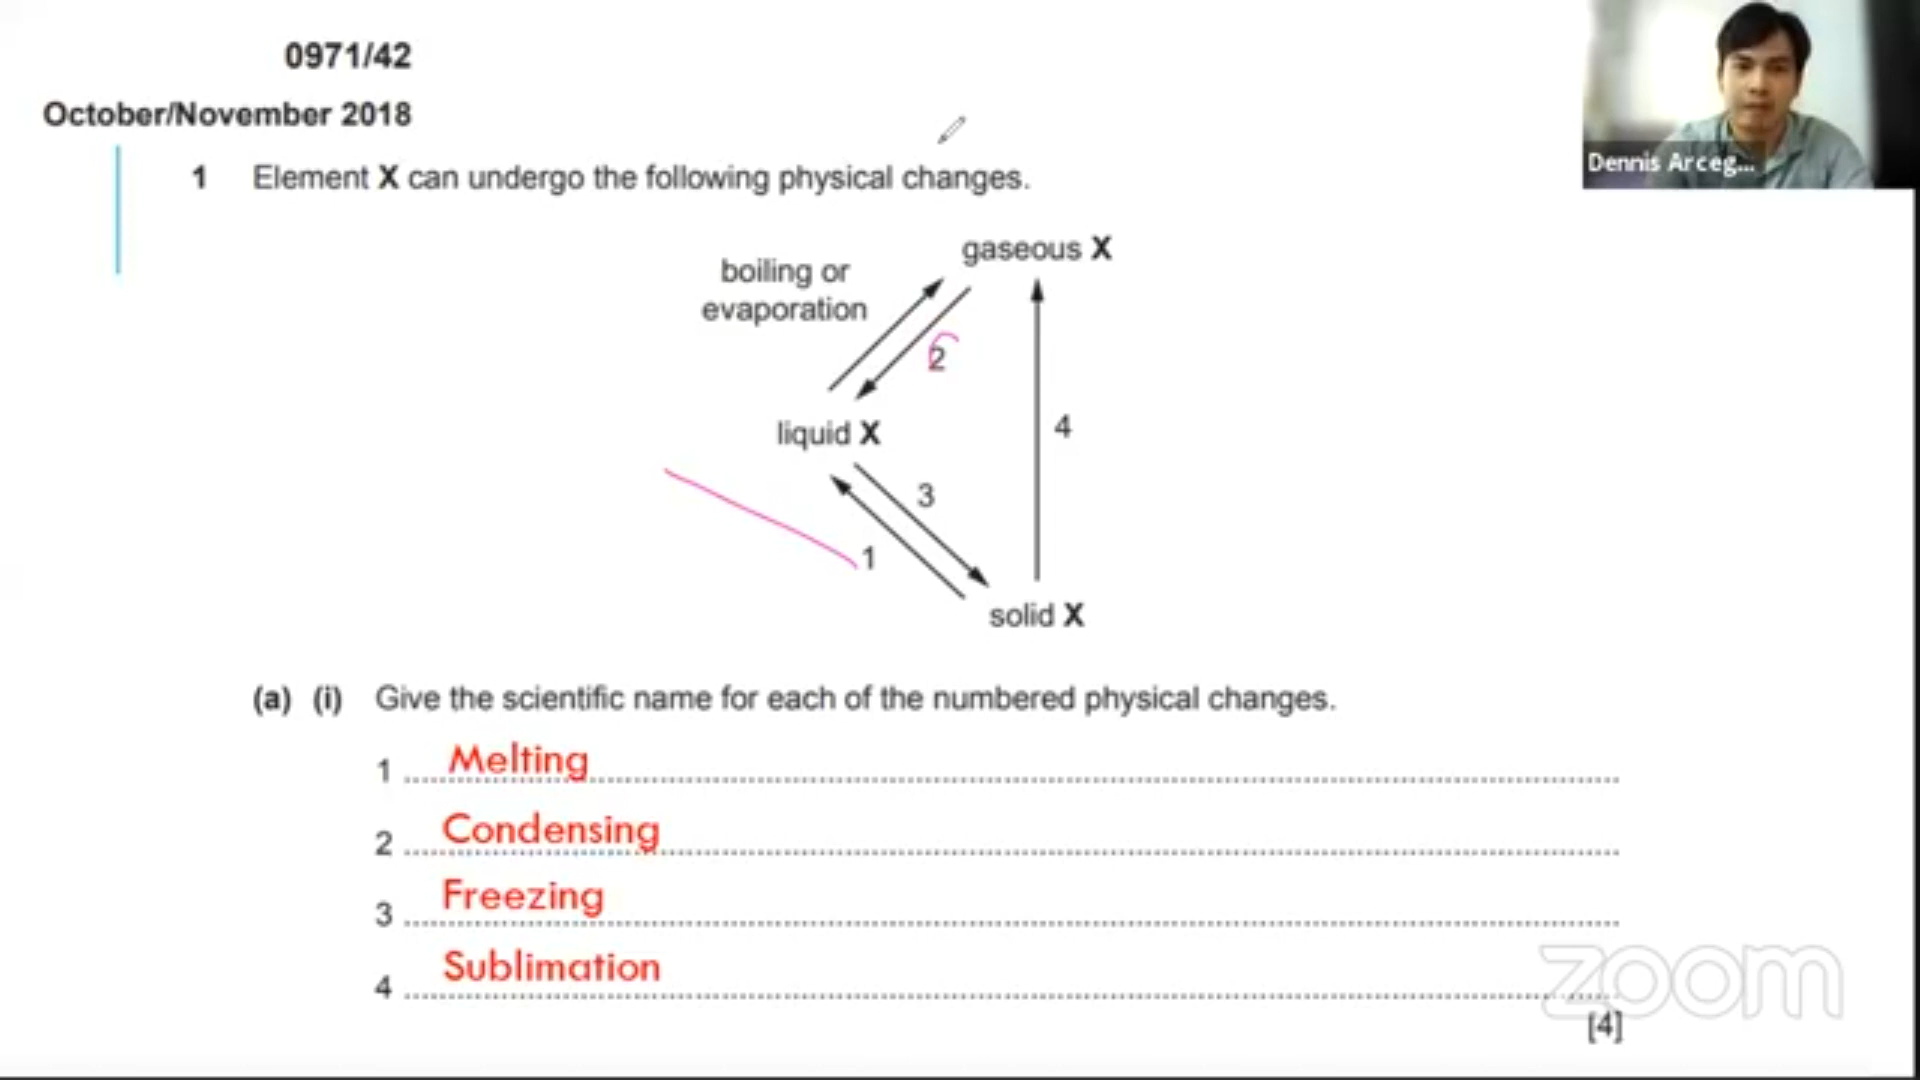 0971/42
October/November 2018
Dennis Arceg...
1 Element X can undergo the following physical changes.
gaseous X
boiling or
evaporation
2
4
liquid X
3
1
solid X
(a) (i) Give the scientific name for each of the numbered physical changes.
1 Melting
2 Condensing
3 Freezing
4 Sublimation
zoom
[4]